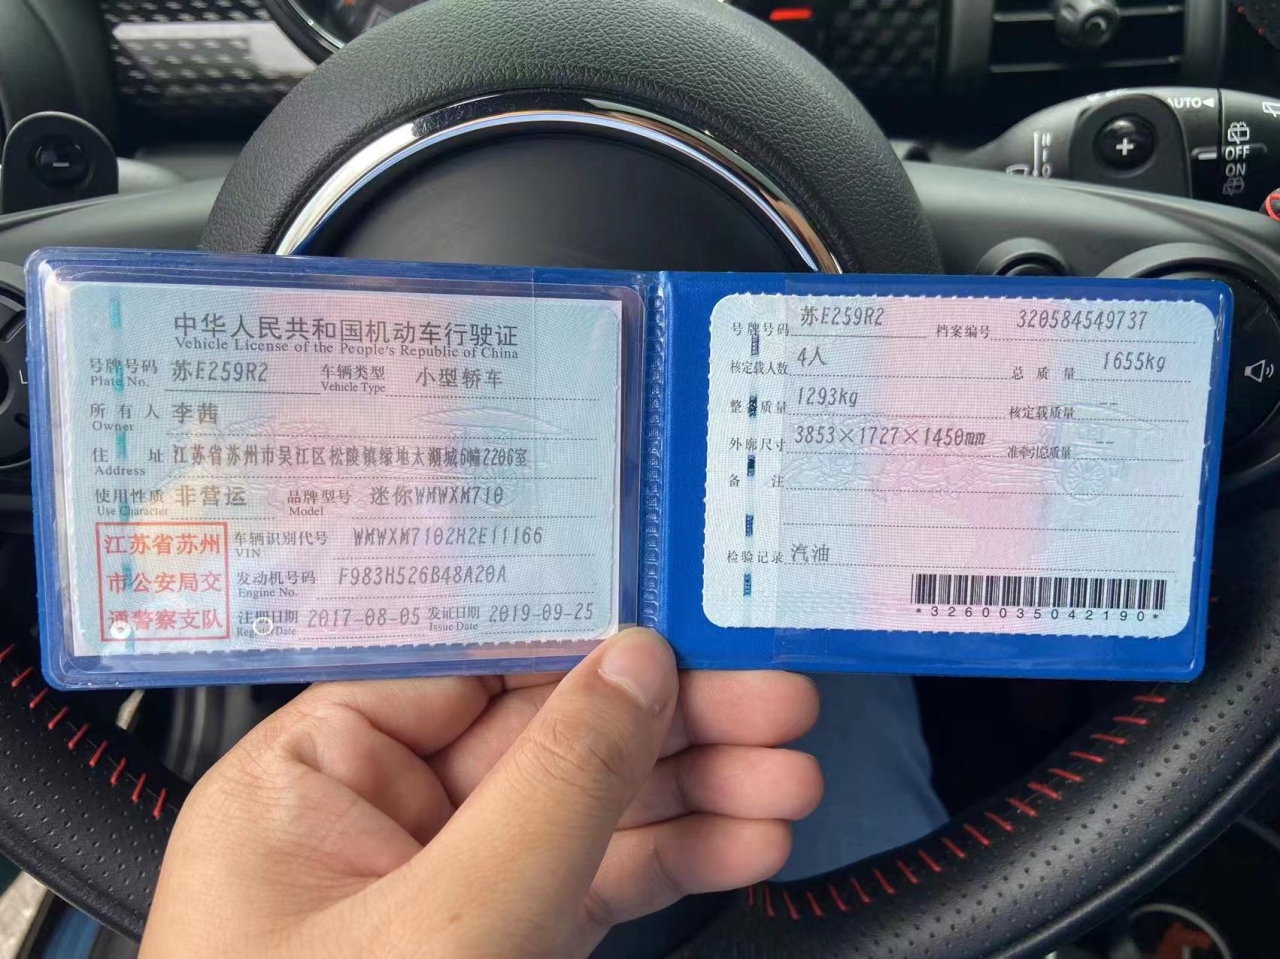 中华人民共和国机动车行驶证
Vehicle License of the People's Republic of China
号牌号码 苏E259R2 车辆类型 小型轿车
Plate No. Vehicle Type
所有人 李茜
Owner
住址 江苏省苏州市吴江区松陵镇绿地太湖城6幢2206室
Address
使用性质 非营运 品牌型号 迷你WMWXM710
Use Character Model
江苏省苏州
市公安局交
通警察支队
车辆识别代号 WMWXM7102H2E11166
VIN
发动机号码 F983H526B48A20A
Engine No.
注册日期 2017-08-05 发证日期 2019-09-25
Register Date Issue Date
号牌号码 苏E259R2 档案编号 320584549737
核定载人数 4人 总质量 1655kg
整备质量 1293kg 核定载质量 --
外廓尺寸 3853×1727×1450mm 准牵引总质量 --
备注
检验记录 汽油
*3260035042190*
AUTO
OFF
ON